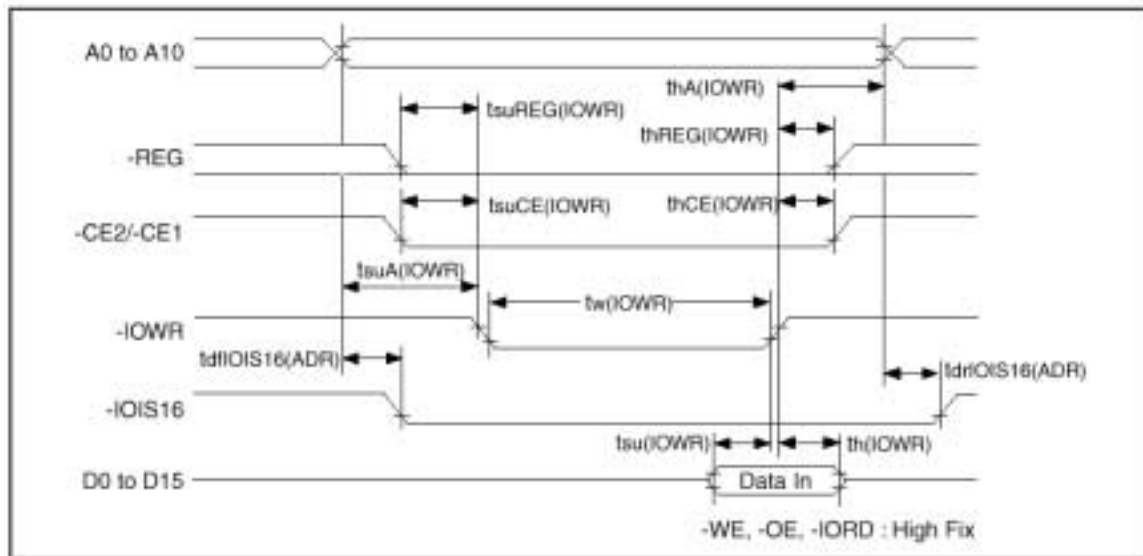 A0 to A10
thA(IOWR)
tsuREG(IOWR)
thREG(IOWR)
-REG
tsuCE(IOWR)
thCE(IOWR)
-CE2/-CE1
tsuA(IOWR)
tw(IOWR)
-IOWR
tdfIOIS16(ADR)
tdrIOIS16(ADR)
-IOIS16
tsu(IOWR)
th(IOWR)
D0 to D15
Data In
-WE, -OE, -IORD : High Fix